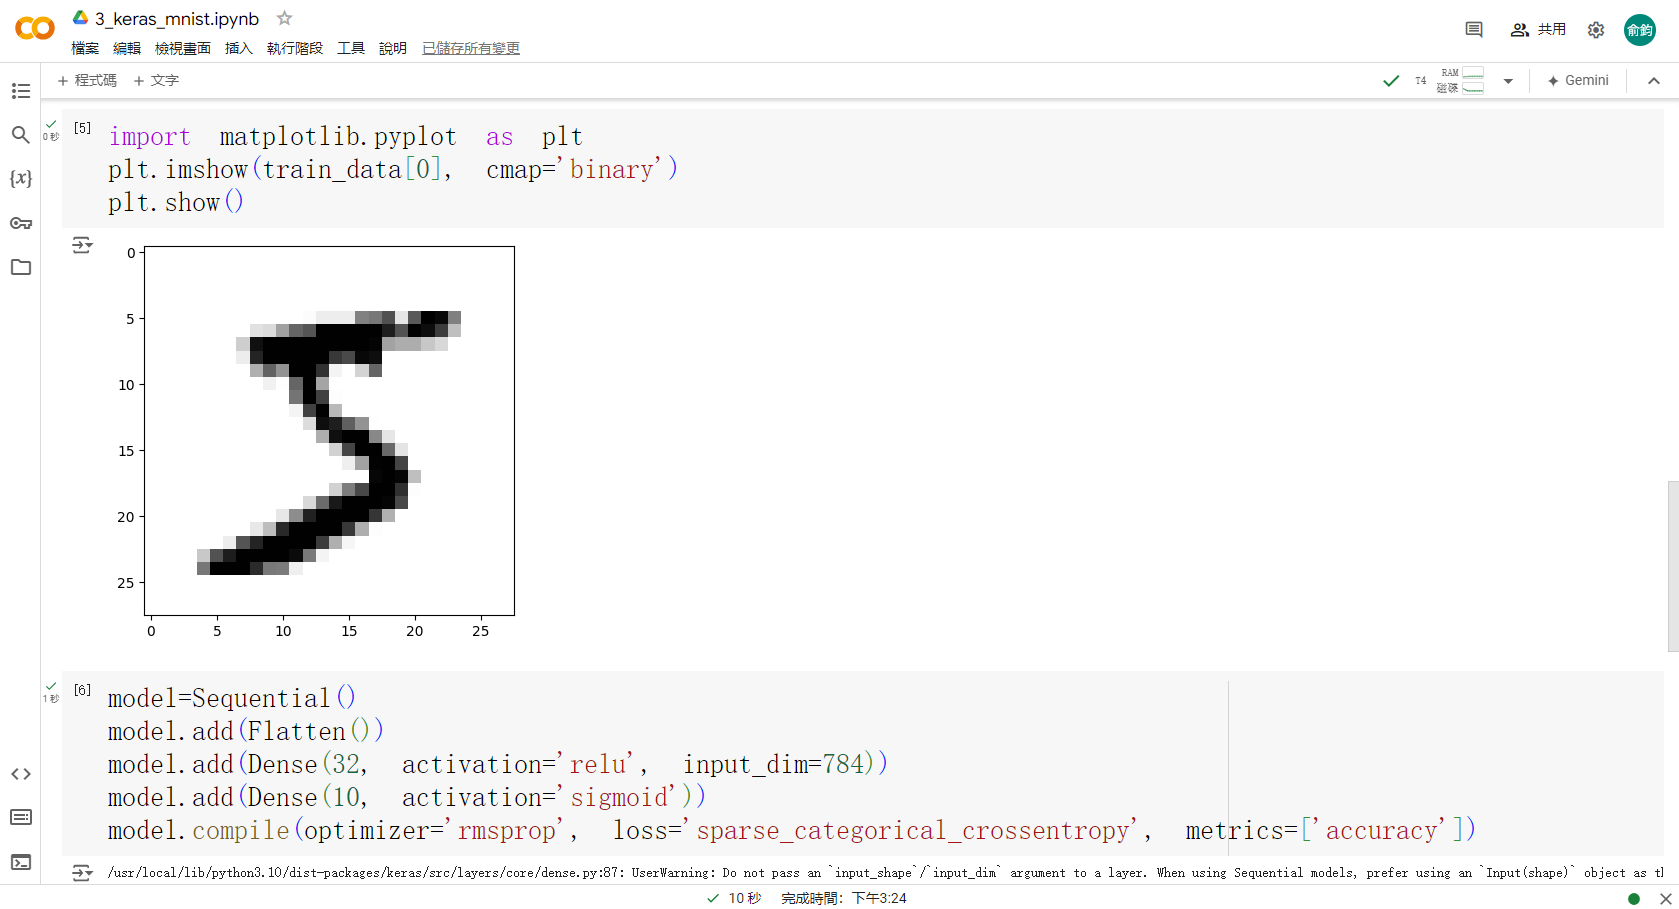 3_keras_mnist.ipynb
檔案 編輯 檢視畫面 插入 執行階段 工具 說明 已儲存所有變更
共用
俞鈞
+ 程式碼 + 文字
T4
RAM
磁碟
Gemini
0 秒
[5]
import matplotlib.pyplot as plt
plt.imshow(train_data[0], cmap='binary')
plt.show()
0
5
10
15
20
25
0 5 10 15 20 25
1 秒
[6]
model=Sequential()
model.add(Flatten())
model.add(Dense(32, activation='relu', input_dim=784))
model.add(Dense(10, activation='sigmoid'))
model.compile(optimizer='rmsprop', loss='sparse_categorical_crossentropy', metrics=['accuracy'])
/usr/local/lib/python3.10/dist-packages/keras/src/layers/core/dense.py:87: UserWarning: Do not pass an `input_shape`/`input_dim` argument to a layer. When using Sequential models, prefer using an `Input(shape)` object as th
10 秒 完成時間：下午3:24